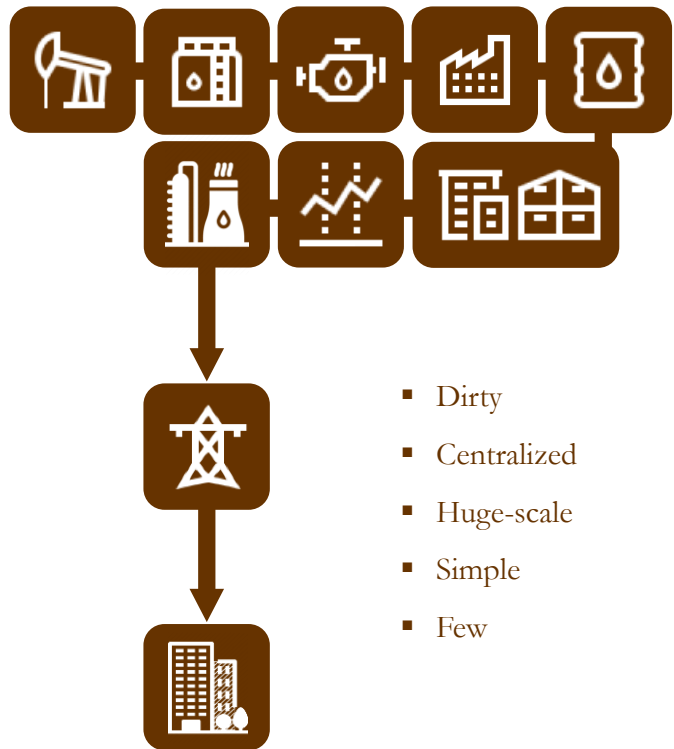 ▪ Dirty
▪ Centralized
▪ Huge-scale
▪ Simple
▪ Few